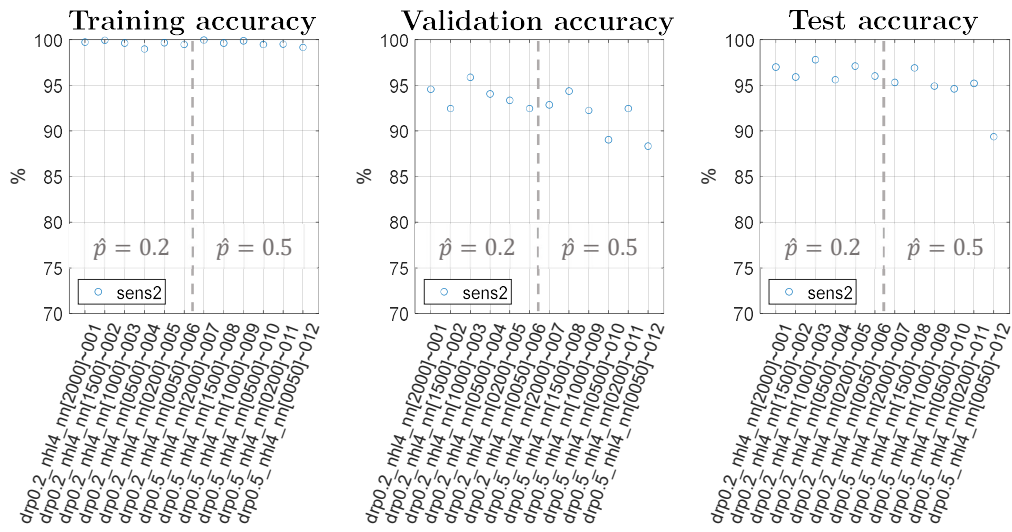 Training accuracy
100
95
90
85
80
75
70
%
p̂ = 0.2
p̂ = 0.5
sens2
drp0.2_nhl4_nn[2000]~001
drp0.2_nhl4_nn[1500]~002
drp0.2_nhl4_nn[1000]~003
drp0.2_nhl4_nn[0500]~004
drp0.2_nhl4_nn[0200]~005
drp0.2_nhl4_nn[0050]~006
drp0.5_nhl4_nn[2000]~007
drp0.5_nhl4_nn[1500]~008
drp0.5_nhl4_nn[1000]~009
drp0.5_nhl4_nn[0500]~010
drp0.5_nhl4_nn[0200]~011
drp0.5_nhl4_nn[0050]~012
Validation accuracy
100
95
90
85
80
75
70
%
p̂ = 0.2
p̂ = 0.5
sens2
drp0.2_nhl4_nn[2000]~001
drp0.2_nhl4_nn[1500]~002
drp0.2_nhl4_nn[1000]~003
drp0.2_nhl4_nn[0500]~004
drp0.2_nhl4_nn[0200]~005
drp0.2_nhl4_nn[0050]~006
drp0.5_nhl4_nn[2000]~007
drp0.5_nhl4_nn[1500]~008
drp0.5_nhl4_nn[1000]~009
drp0.5_nhl4_nn[0500]~010
drp0.5_nhl4_nn[0200]~011
drp0.5_nhl4_nn[0050]~012
Test accuracy
100
95
90
85
80
75
70
%
p̂ = 0.2
p̂ = 0.5
sens2
drp0.2_nhl4_nn[2000]~001
drp0.2_nhl4_nn[1500]~002
drp0.2_nhl4_nn[1000]~003
drp0.2_nhl4_nn[0500]~004
drp0.2_nhl4_nn[0200]~005
drp0.2_nhl4_nn[0050]~006
drp0.5_nhl4_nn[2000]~007
drp0.5_nhl4_nn[1500]~008
drp0.5_nhl4_nn[1000]~009
drp0.5_nhl4_nn[0500]~010
drp0.5_nhl4_nn[0200]~011
drp0.5_nhl4_nn[0050]~012